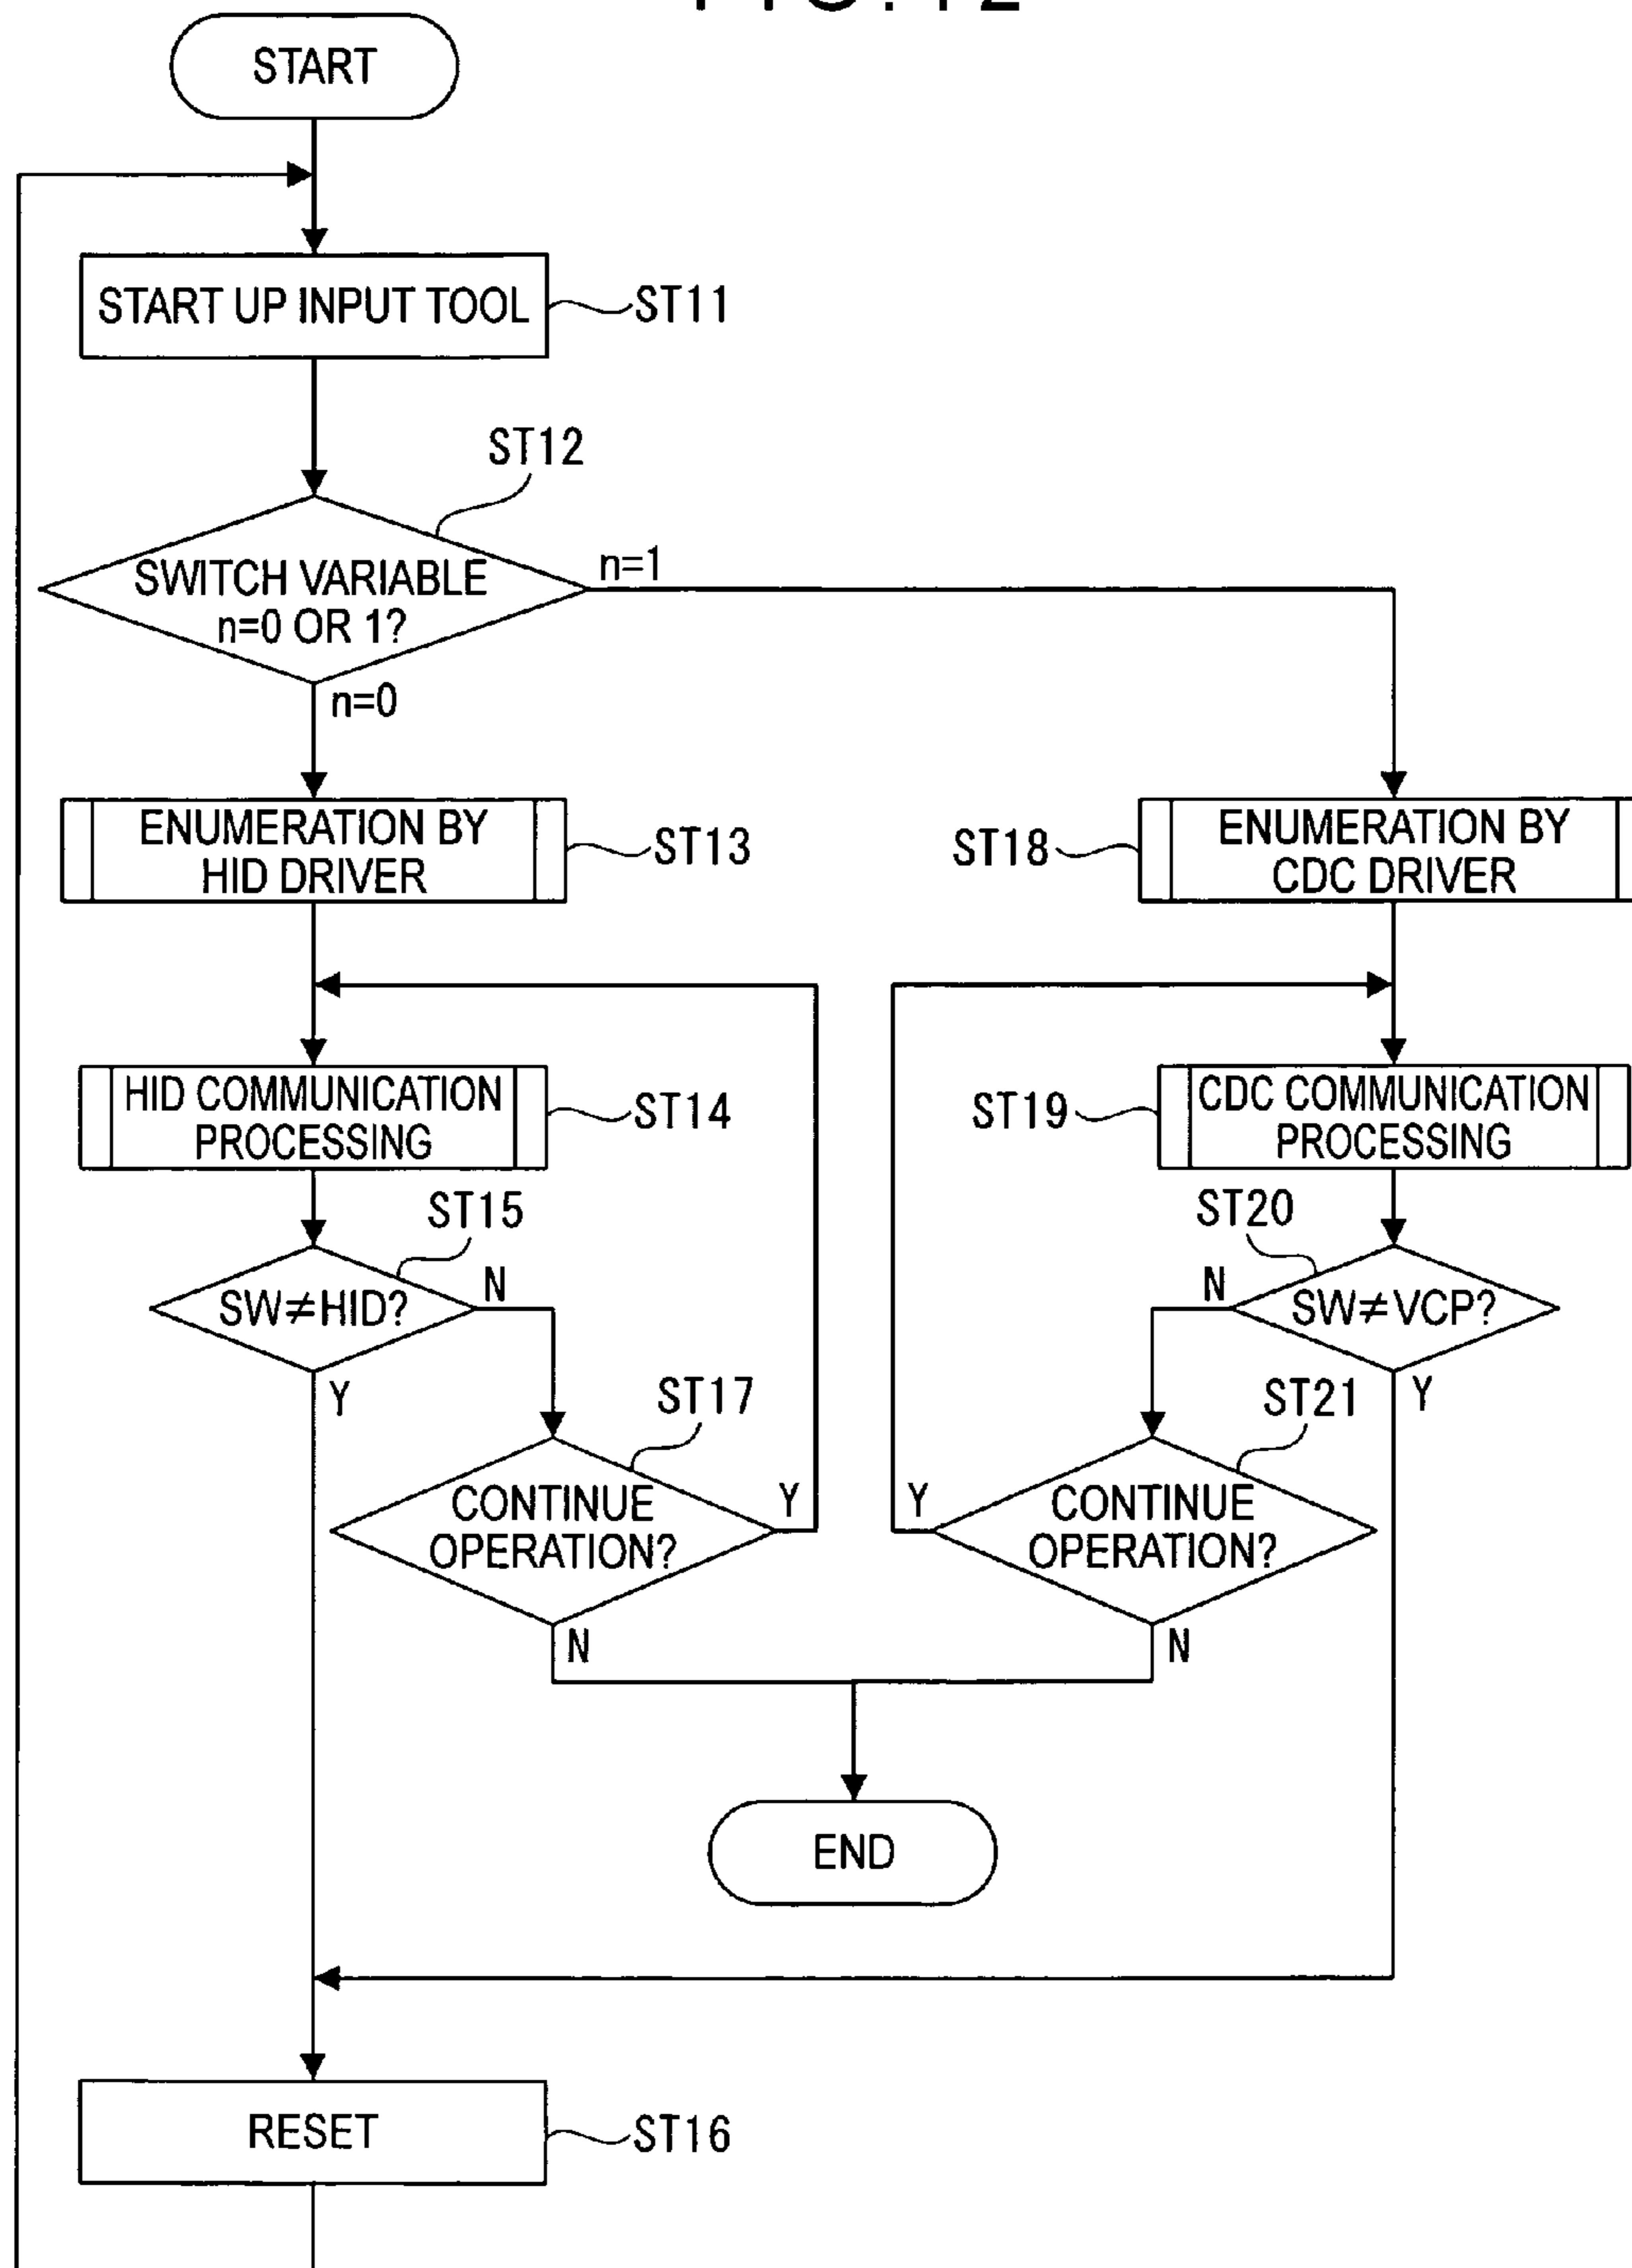 FIG.12
START
START UP INPUT TOOL
ST11
ST12
SWITCH VARIABLE
n=0 OR 1?
n=1
n=0
ENUMERATION BY
HID DRIVER
ST13
ST18
ENUMERATION BY
CDC DRIVER
HID COMMUNICATION
PROCESSING
ST14
ST19
CDC COMMUNICATION
PROCESSING
ST15
SW≠HID?
N
Y
ST20
N
SW≠VCP?
Y
ST17
CONTINUE
OPERATION?
Y
N
ST21
Y
CONTINUE
OPERATION?
N
END
RESET
ST16